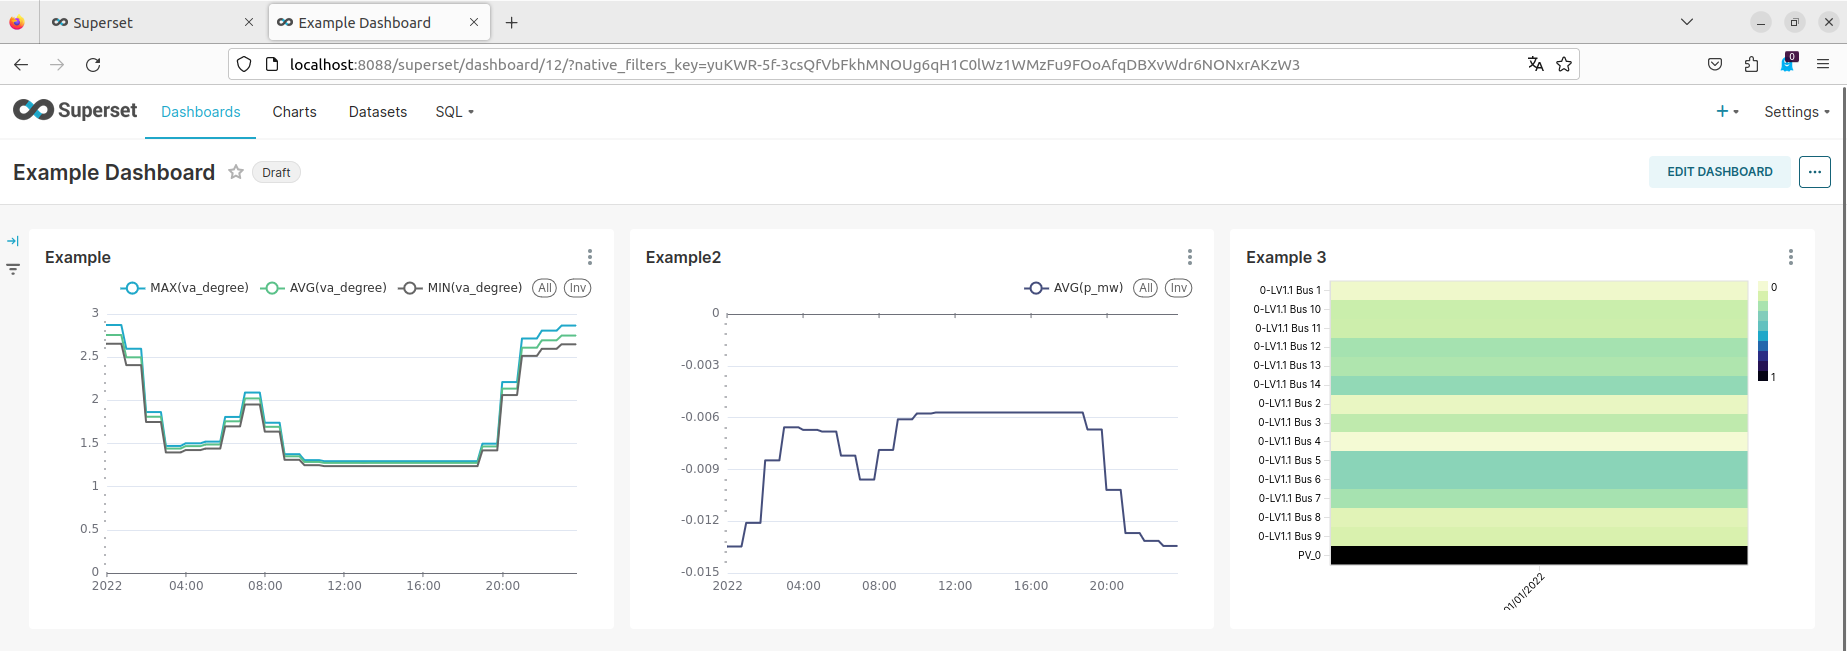 Superset
Example Dashboard
localhost:8088/superset/dashboard/12/?native_filters_key=yuKWR-5f-3csQfVbFkhMNOUg6qH1C0lWz1WMzFu9FOoAfqDBXvWdr6NONxrAKzW3
0
Superset Dashboards Charts Datasets SQL + Settings
Example Dashboard Draft EDIT DASHBOARD ...
Example
MAX(va_degree) AVG(va_degree) MIN(va_degree) All Inv
3
2.5
2
1.5
1
0.5
0
2022 04:00 08:00 12:00 16:00 20:00
Example2
AVG(p_mw) All Inv
0
-0.003
-0.006
-0.009
-0.012
-0.015
2022 04:00 08:00 12:00 16:00 20:00
Example 3
0-LV1.1 Bus 1
0-LV1.1 Bus 10
0-LV1.1 Bus 11
0-LV1.1 Bus 12
0-LV1.1 Bus 13
0-LV1.1 Bus 14
0-LV1.1 Bus 2
0-LV1.1 Bus 3
0-LV1.1 Bus 4
0-LV1.1 Bus 5
0-LV1.1 Bus 6
0-LV1.1 Bus 7
0-LV1.1 Bus 8
0-LV1.1 Bus 9
PV_0
0
1
01/01/2022